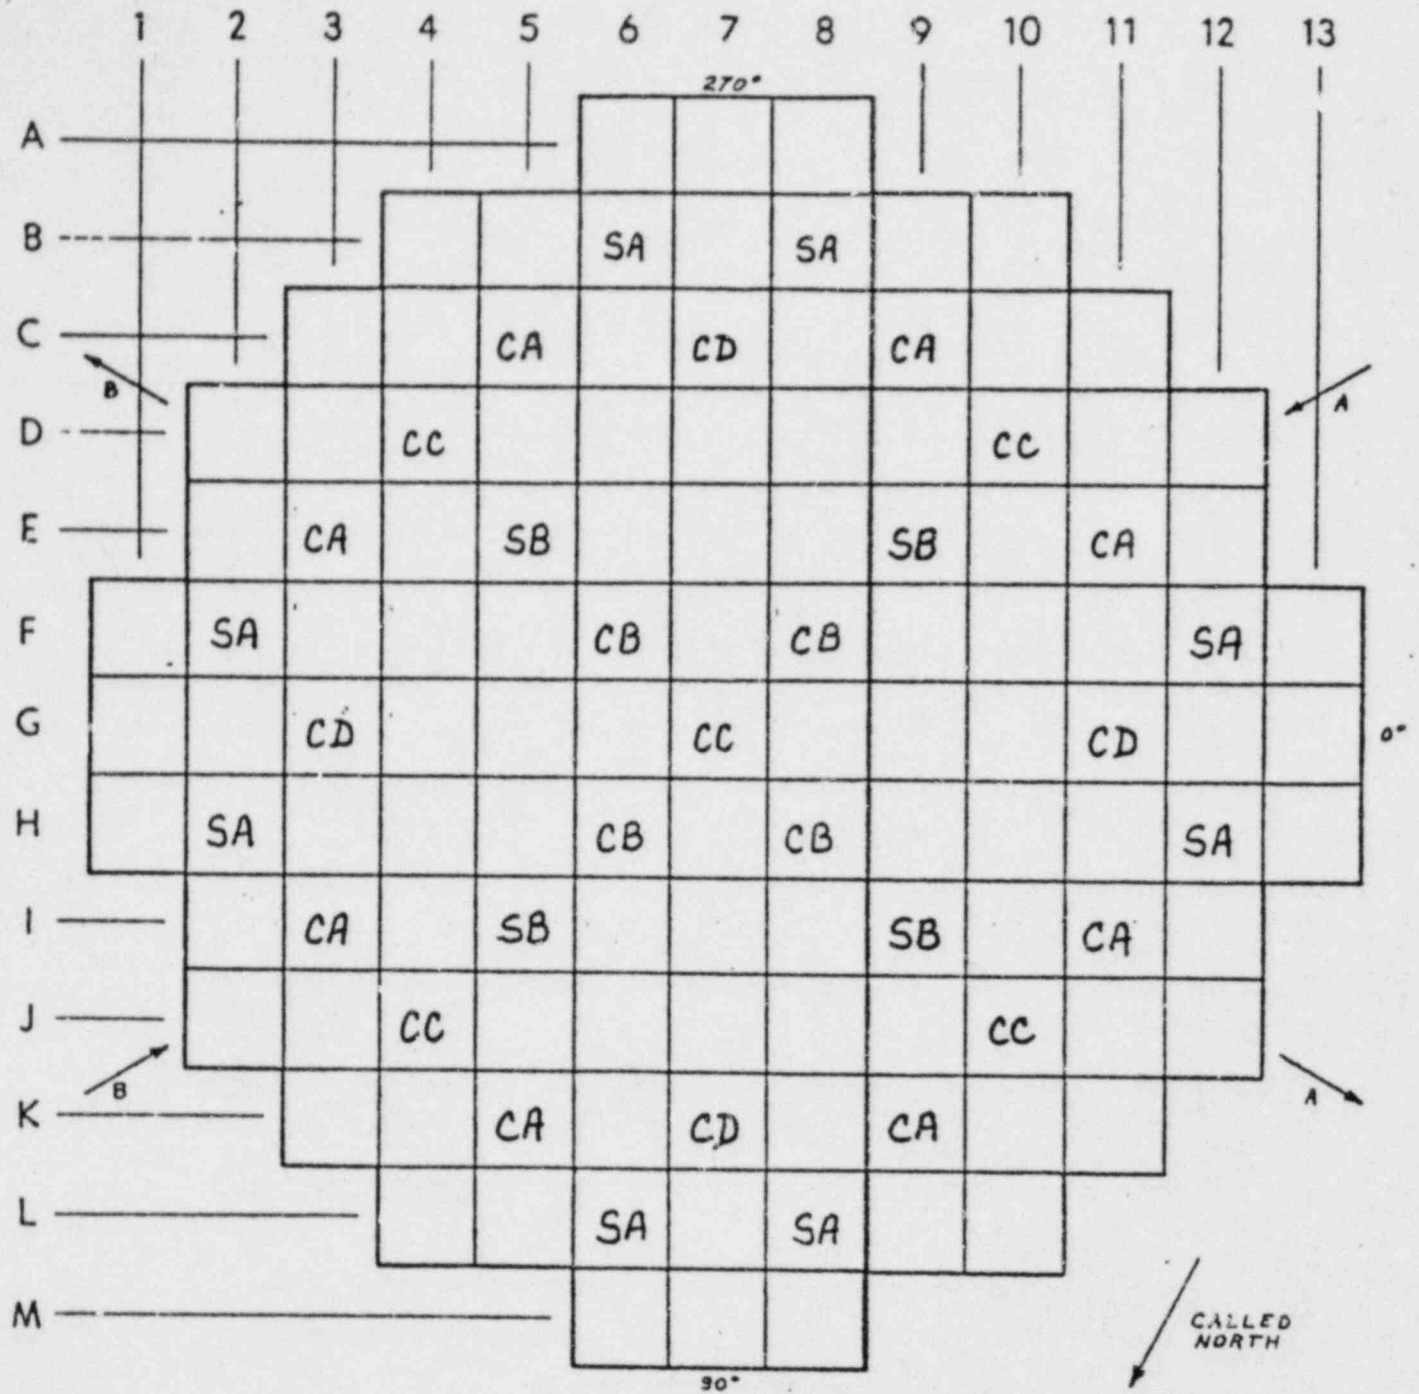 1 2 3 4 5 6 7 8 9 10 11 12 13
270°
A
B SA SA
C CA CD CA
B A
D CC CC
E CA SB SB CA
F SA CB CB SA
G CD CC CD 0°
H SA CB CB SA
I CA SB SB CA
J CC CC
B A
K CA CD CA
L SA SA
M
CALLED
NORTH
90°